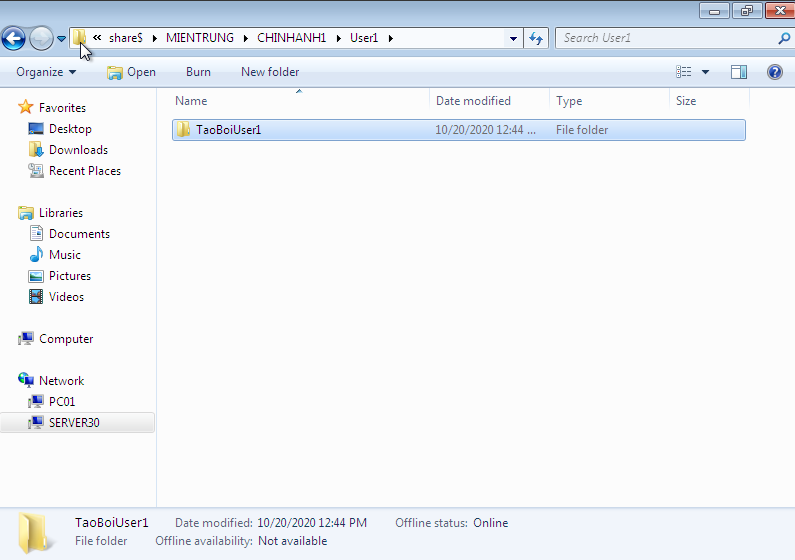 « share$ MIENTRUNG CHINHANH1 User1
Search User1
Organize Open Burn New folder
Name Date modified Type Size
TaoBoiUser1 10/20/2020 12:44 ... File folder
Favorites
Desktop
Downloads
Recent Places
Libraries
Documents
Music
Pictures
Videos
Computer
Network
PC01
SERVER30
TaoBoiUser1 Date modified: 10/20/2020 12:44 PM Offline status: Online
File folder Offline availability: Not available